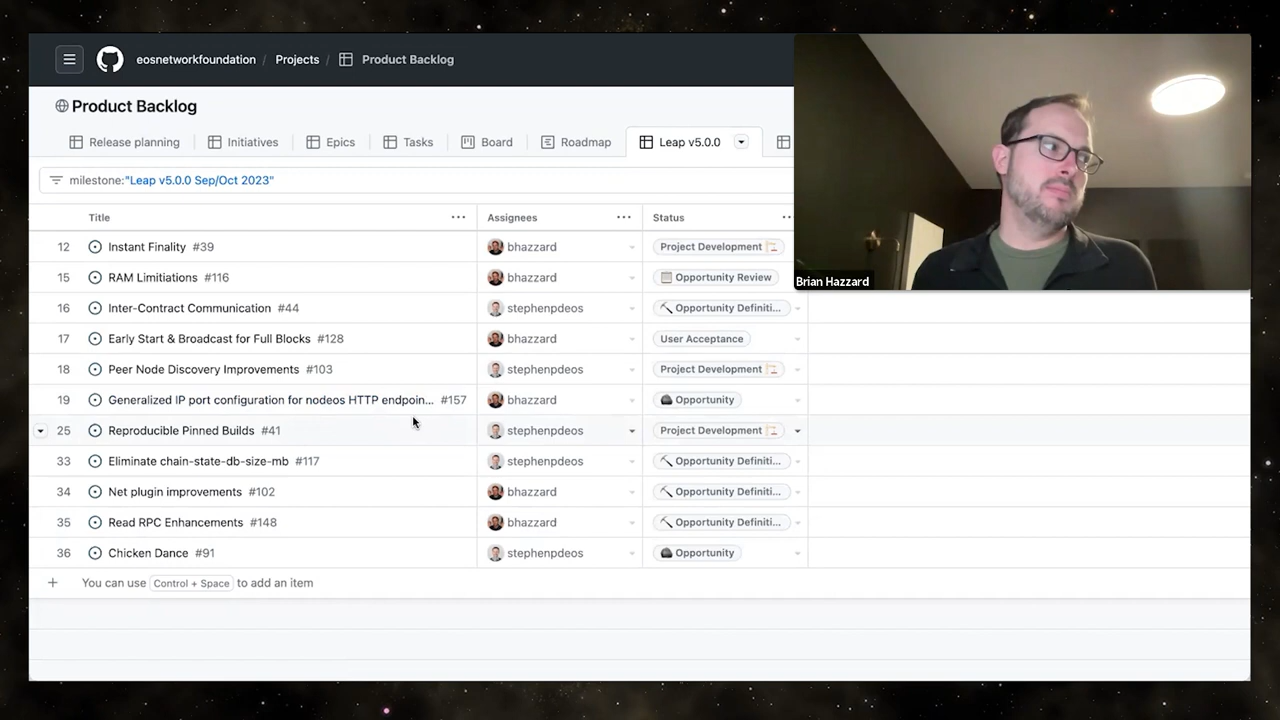 eosnetworkfoundation / Projects / Product Backlog
Product Backlog
Release planning Initiatives Epics Tasks Board Roadmap Leap v5.0.0
milestone:"Leap v5.0.0 Sep/Oct 2023"
Title ... Assignees ... Status ...
12 Instant Finality #39 bhazzard Project Development
15 RAM Limitiations #116 bhazzard Opportunity Review
16 Inter-Contract Communication #44 stephenpdeos Opportunity Definiti...
17 Early Start & Broadcast for Full Blocks #128 bhazzard User Acceptance
18 Peer Node Discovery Improvements #103 stephenpdeos Project Development
19 Generalized IP port configuration for nodeos HTTP endpoin... #157 bhazzard Opportunity
25 Reproducible Pinned Builds #41 stephenpdeos Project Development
33 Eliminate chain-state-db-size-mb #117 stephenpdeos Opportunity Definiti...
34 Net plugin improvements #102 bhazzard Opportunity Definiti...
35 Read RPC Enhancements #148 bhazzard Opportunity Definiti...
36 Chicken Dance #91 stephenpdeos Opportunity
+ You can use Control + Space to add an item
Brian Hazzard